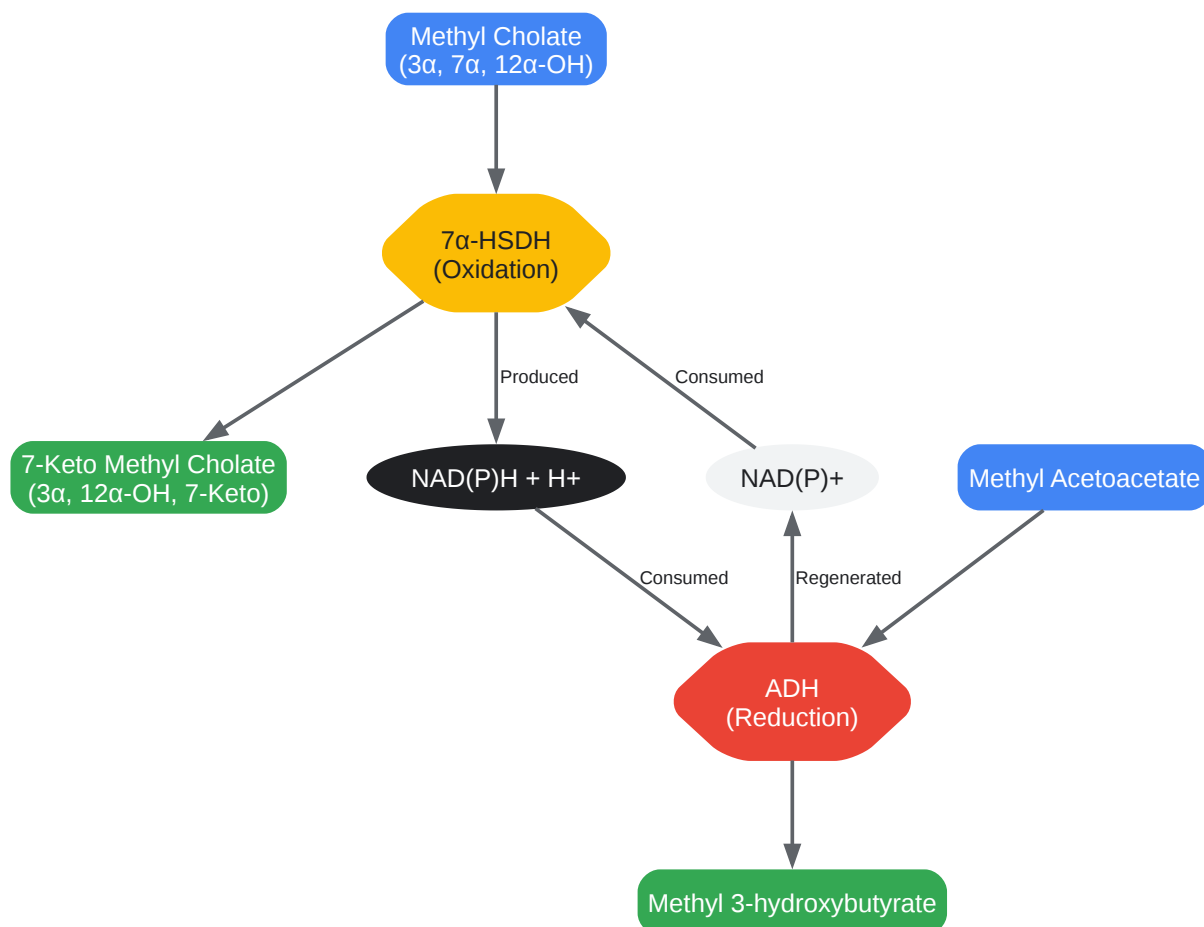 Methyl Cholate
(3α, 7α, 12α-OH)
7α-HSDH
(Oxidation)
Produced
Consumed
7-Keto Methyl Cholate
(3α, 12α-OH, 7-Keto)
NAD(P)H + H+
NAD(P)+
Methyl Acetoacetate
Consumed
Regenerated
ADH
(Reduction)
Methyl 3-hydroxybutyrate